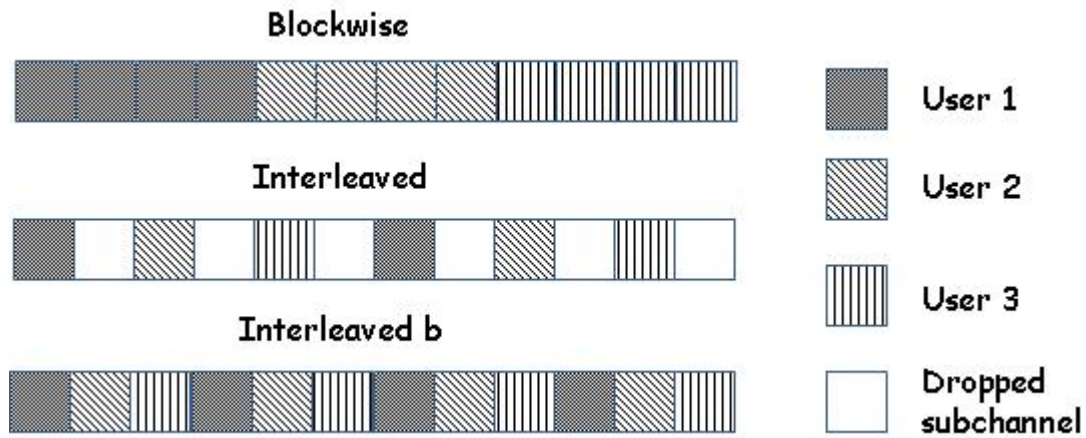 Blockwise
Interleaved
Interleaved b
User 1
User 2
User 3
Dropped
subchannel